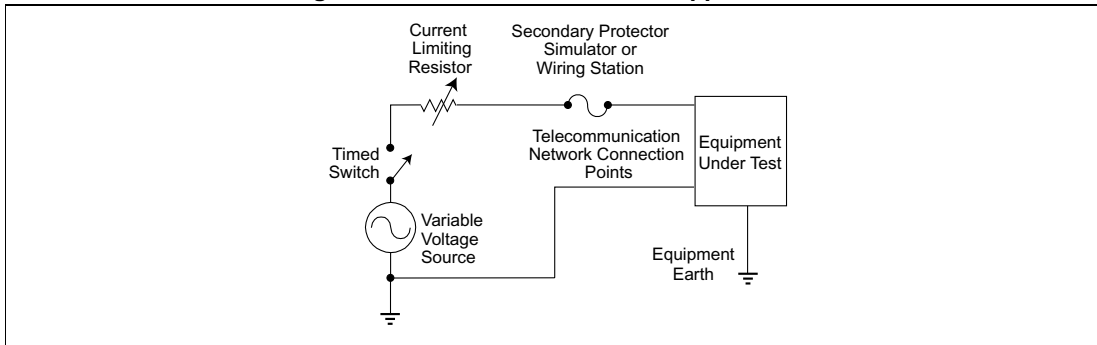 Current
Limiting
Resistor
Secondary Protector
Simulator or
Wiring Station
Timed
Switch
Telecommunication
Network Connection
Points
Equipment
Under Test
Variable
Voltage
Source
Equipment
Earth